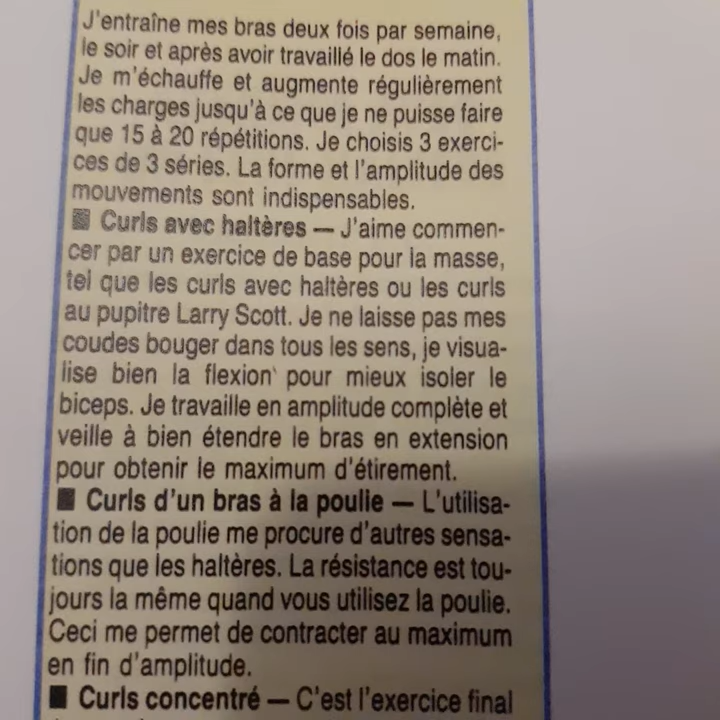 J'entraîne mes bras deux fois par semaine,
le soir et après avoir travaillé le dos le matin.
Je m'échauffe et augmente régulièrement
les charges jusqu'à ce que je ne puisse faire
que 15 à 20 répétitions. Je choisis 3 exerci-
ces de 3 séries. La forme et l'amplitude des
mouvements sont indispensables.
■ Curls avec haltères — J'aime commen-
cer par un exercice de base pour la masse,
tel que les curls avec haltères ou les curls
au pupitre Larry Scott. Je ne laisse pas mes
coudes bouger dans tous les sens, je visua-
lise bien la flexion pour mieux isoler le
biceps. Je travaille en amplitude complète et
veille à bien étendre le bras en extension
pour obtenir le maximum d'étirement.
■ Curls d'un bras à la poulie — L'utilisa-
tion de la poulie me procure d'autres sensa-
tions que les haltères. La résistance est tou-
jours la même quand vous utilisez la poulie.
Ceci me permet de contracter au maximum
en fin d'amplitude.
■ Curls concentré — C'est l'exercice final